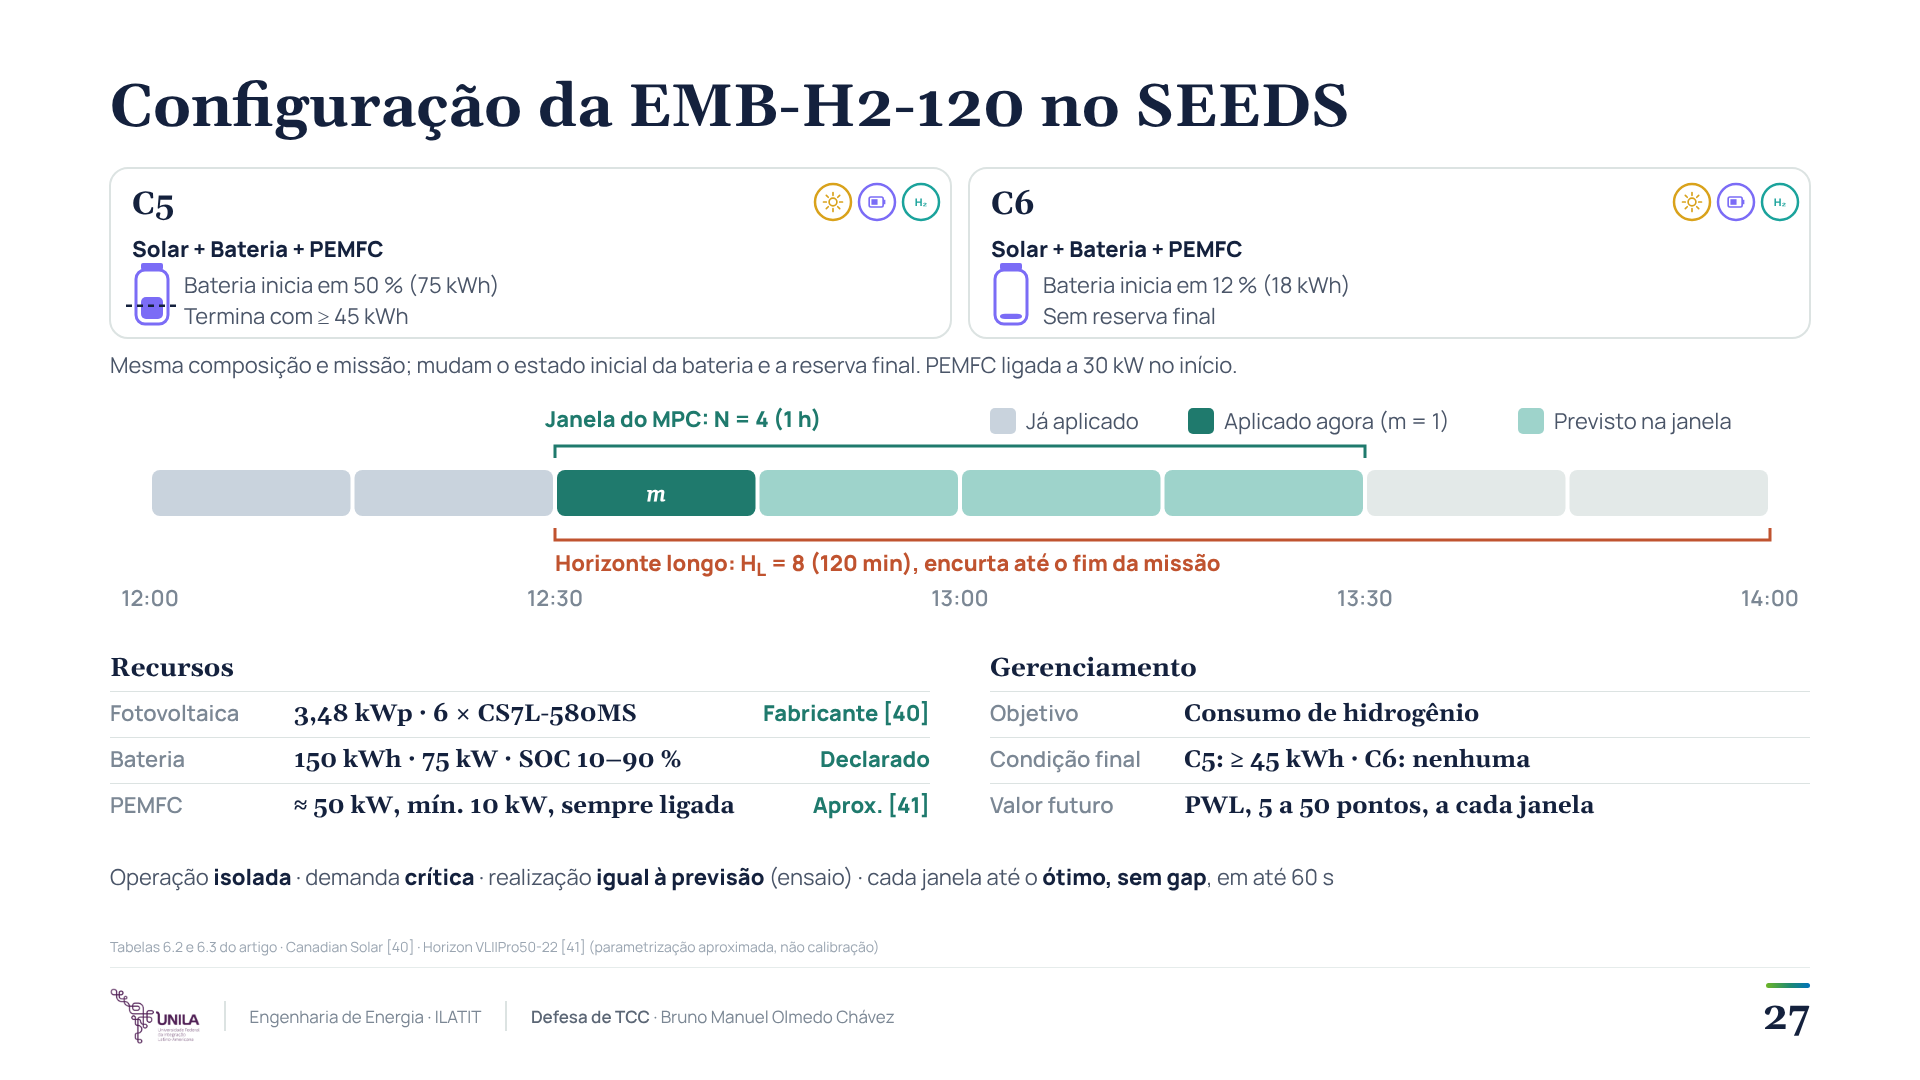 Configuração da EMB-H2-120 no SEEDS
C5
H₂
Solar + Bateria + PEMFC
Bateria inicia em 50 % (75 kWh)
Termina com ≥ 45 kWh
C6
H₂
Solar + Bateria + PEMFC
Bateria inicia em 12 % (18 kWh)
Sem reserva final
Mesma composição e missão; mudam o estado inicial da bateria e a reserva final. PEMFC ligada a 30 kW no início.
Janela do MPC: N = 4 (1 h)
Já aplicado
Aplicado agora (m = 1)
Previsto na janela
m
Horizonte longo: H_L = 8 (120 min), encurta até o fim da missão
12:00 12:30 13:00 13:30 14:00
Recursos
Fotovoltaica 3,48 kWp · 6 × CS7L-580MS Fabricante [40]
Bateria 150 kWh · 75 kW · SOC 10–90 % Declarado
PEMFC ≈ 50 kW, mín. 10 kW, sempre ligada Aprox. [41]
Gerenciamento
Objetivo Consumo de hidrogênio
Condição final C5: ≥ 45 kWh · C6: nenhuma
Valor futuro PWL, 5 a 50 pontos, a cada janela
Operação isolada · demanda crítica · realização igual à previsão (ensaio) · cada janela até o ótimo, sem gap, em até 60 s
Tabelas 6.2 e 6.3 do artigo · Canadian Solar [40] · Horizon VLIIPro50-22 [41] (parametrização aproximada, não calibração)
UNILA
Engenharia de Energia · ILATIT
Defesa de TCC · Bruno Manuel Olmedo Chávez
27